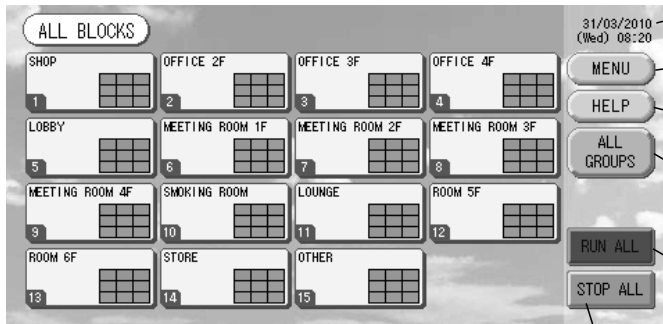 ALL BLOCKS
31/03/2010
(Wed) 08:20
SHOP
1
OFFICE 2F
2
OFFICE 3F
3
OFFICE 4F
4
LOBBY
5
MEETING ROOM 1F
6
MEETING ROOM 2F
7
MEETING ROOM 3F
8
MEETING ROOM 4F
9
SMOKING ROOM
10
LOUNGE
11
ROOM 5F
12
ROOM 6F
13
STORE
14
OTHER
15
MENU
HELP
ALL
GROUPS
RUN ALL
STOP ALL